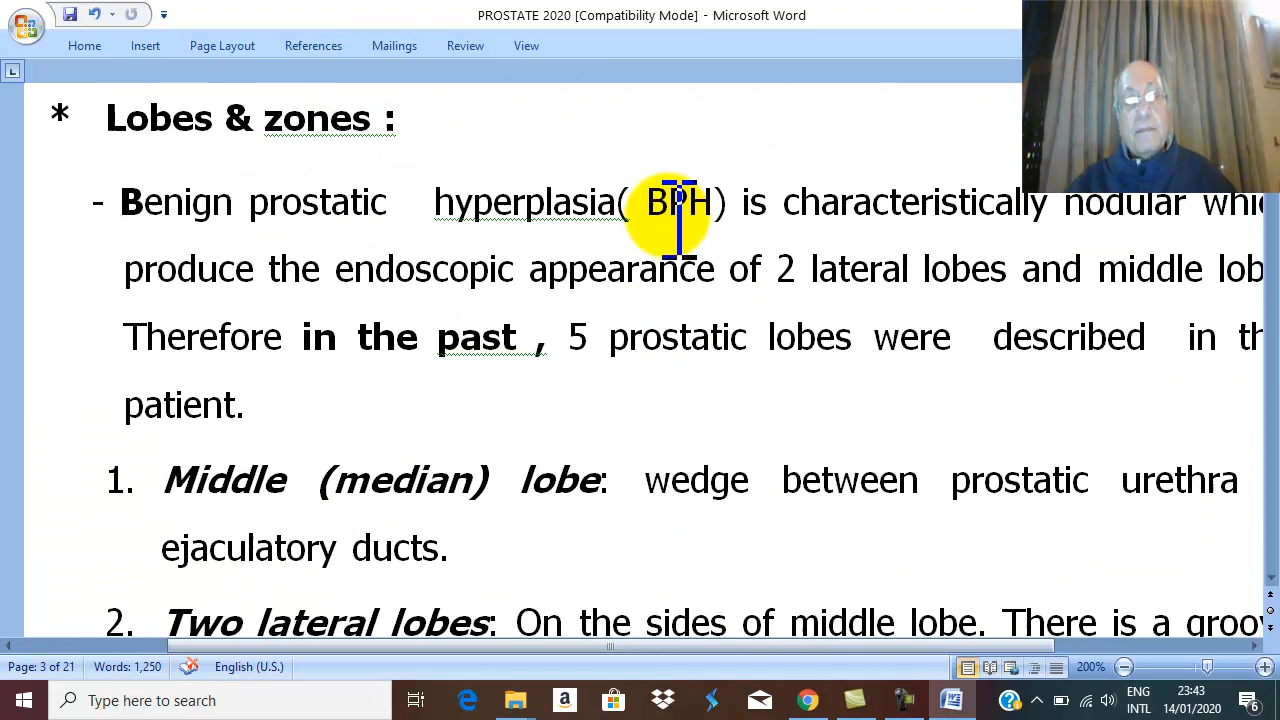 PROSTATE 2020 [Compatibility Mode] - Microsoft Word
Home Insert Page Layout References Mailings Review View
* Lobes & zones :
- Benign prostatic hyperplasia( BPH) is characteristically nodular
produce the endoscopic appearance of 2 lateral lobes and middle
Therefore in the past , 5 prostatic lobes were described in
patient.
1. Middle (median) lobe: wedge between prostatic urethra
ejaculatory ducts.
2. Two lateral lobes: On the sides of middle lobe. There is a
Page: 3 of 21 Words: 1,250 English (U.S.) 200%
Type here to search
ENG 23:43
INTL 14/01/2020 6